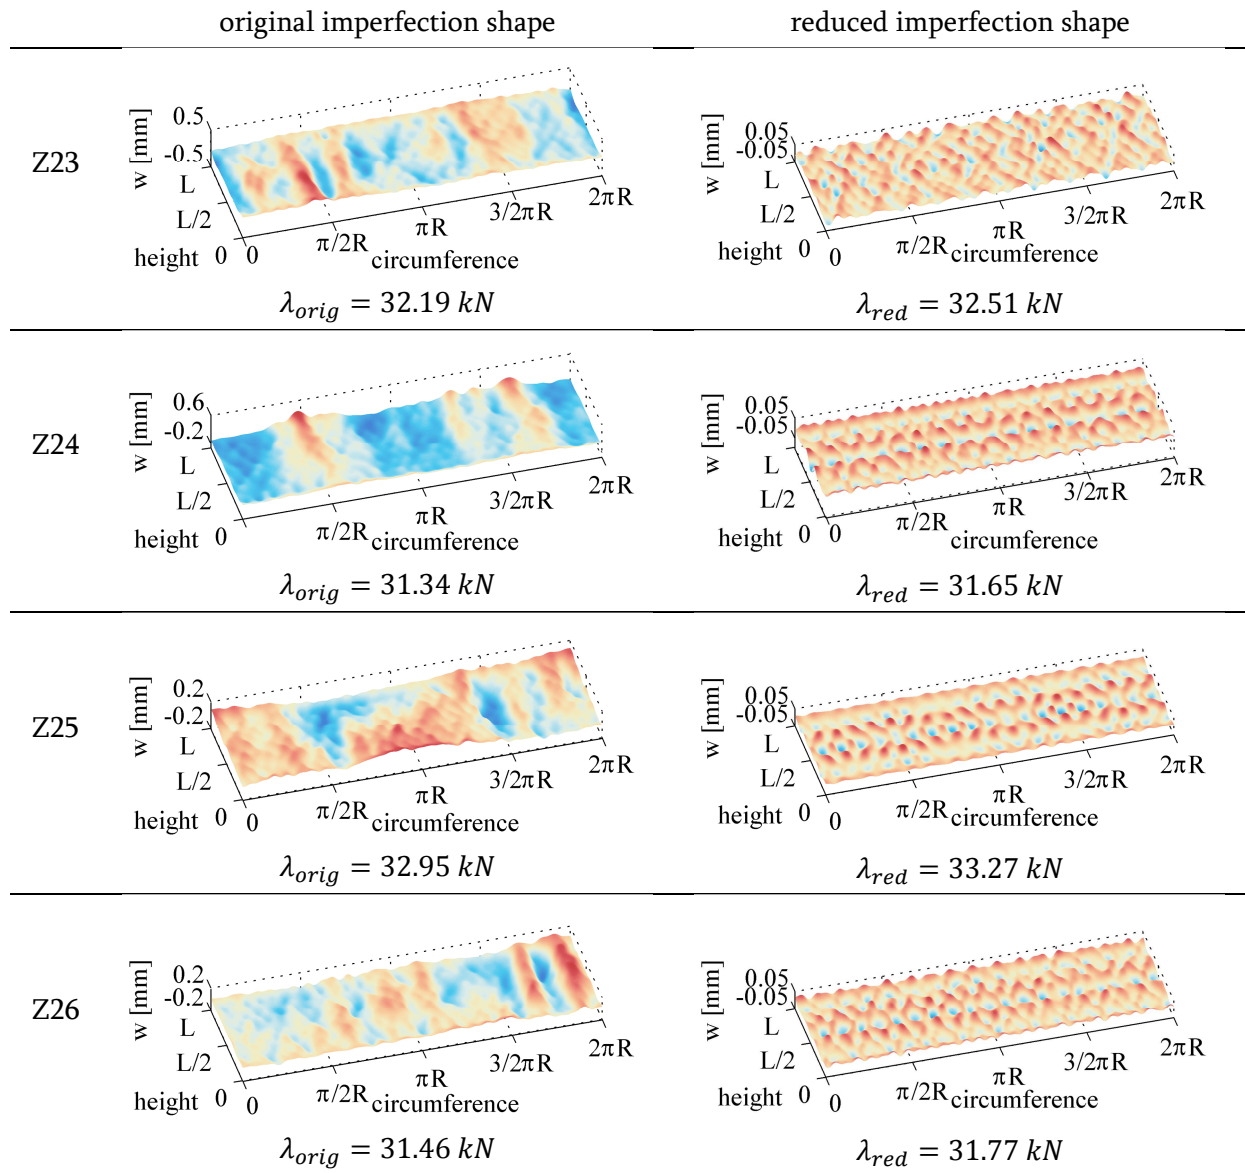 original imperfection shape reduced imperfection shape
Z23
w [mm]
0.5
-0.5
L
L/2
height 0 0
π/2R
πR
3/2πR
2πR
circumference
λorig = 32.19 kN
w [mm]
0.05
-0.05
L
L/2
height 0 0
π/2R
πR
3/2πR
2πR
circumference
λred = 32.51 kN
Z24
w [mm]
0.6
-0.2
L
L/2
height 0 0
π/2R
πR
3/2πR
2πR
circumference
λorig = 31.34 kN
w [mm]
0.05
-0.05
L
L/2
height 0 0
π/2R
πR
3/2πR
2πR
circumference
λred = 31.65 kN
Z25
w [mm]
0.2
-0.2
L
L/2
height 0 0
π/2R
πR
3/2πR
2πR
circumference
λorig = 32.95 kN
w [mm]
0.05
-0.05
L
L/2
height 0 0
π/2R
πR
3/2πR
2πR
circumference
λred = 33.27 kN
Z26
w [mm]
0.2
-0.2
L
L/2
height 0 0
π/2R
πR
3/2πR
2πR
circumference
λorig = 31.46 kN
w [mm]
0.05
-0.05
L
L/2
height 0 0
π/2R
πR
3/2πR
2πR
circumference
λred = 31.77 kN